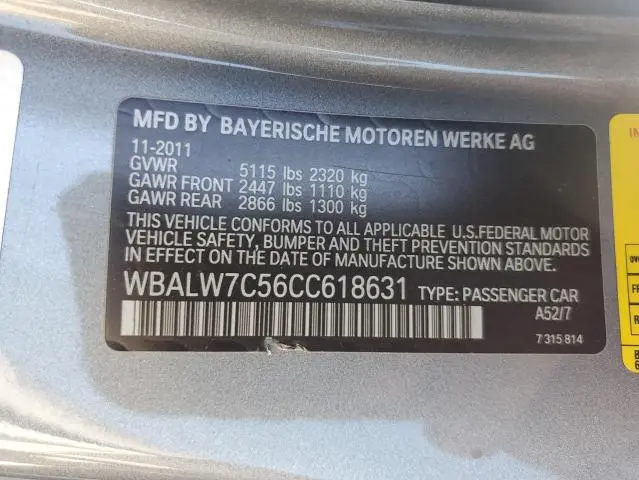 MFD BY BAYERISCHE MOTOREN WERKE AG
11-2011
GVWR 5115 lbs 2320 kg
GAWR FRONT 2447 lbs 1110 kg
GAWR REAR 2866 lbs 1300 kg
THIS VEHICLE CONFORMS TO ALL APPLICABLE U.S.FEDERAL MOTOR
VEHICLE SAFETY, BUMPER AND THEFT PREVENTION STANDARDS
IN EFFECT ON THE DATE OF MANUFACTURE SHOWN ABOVE.
WBALW7C56CC618631 TYPE: PASSENGER CAR
A52/7
7 315 814